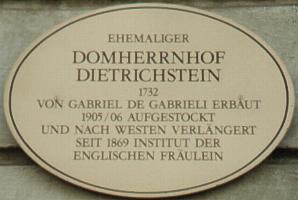 EHEMALIGER
DOMHERRNHOF
DIETRICHSTEIN
1732
VON GABRIEL DE GABRIELI ERBAUT
1905/06 AUFGESTOCKT
UND NACH WESTEN VERLÄNGERT
SEIT 1869 INSTITUT DER
ENGLISCHEN FRÄULEIN